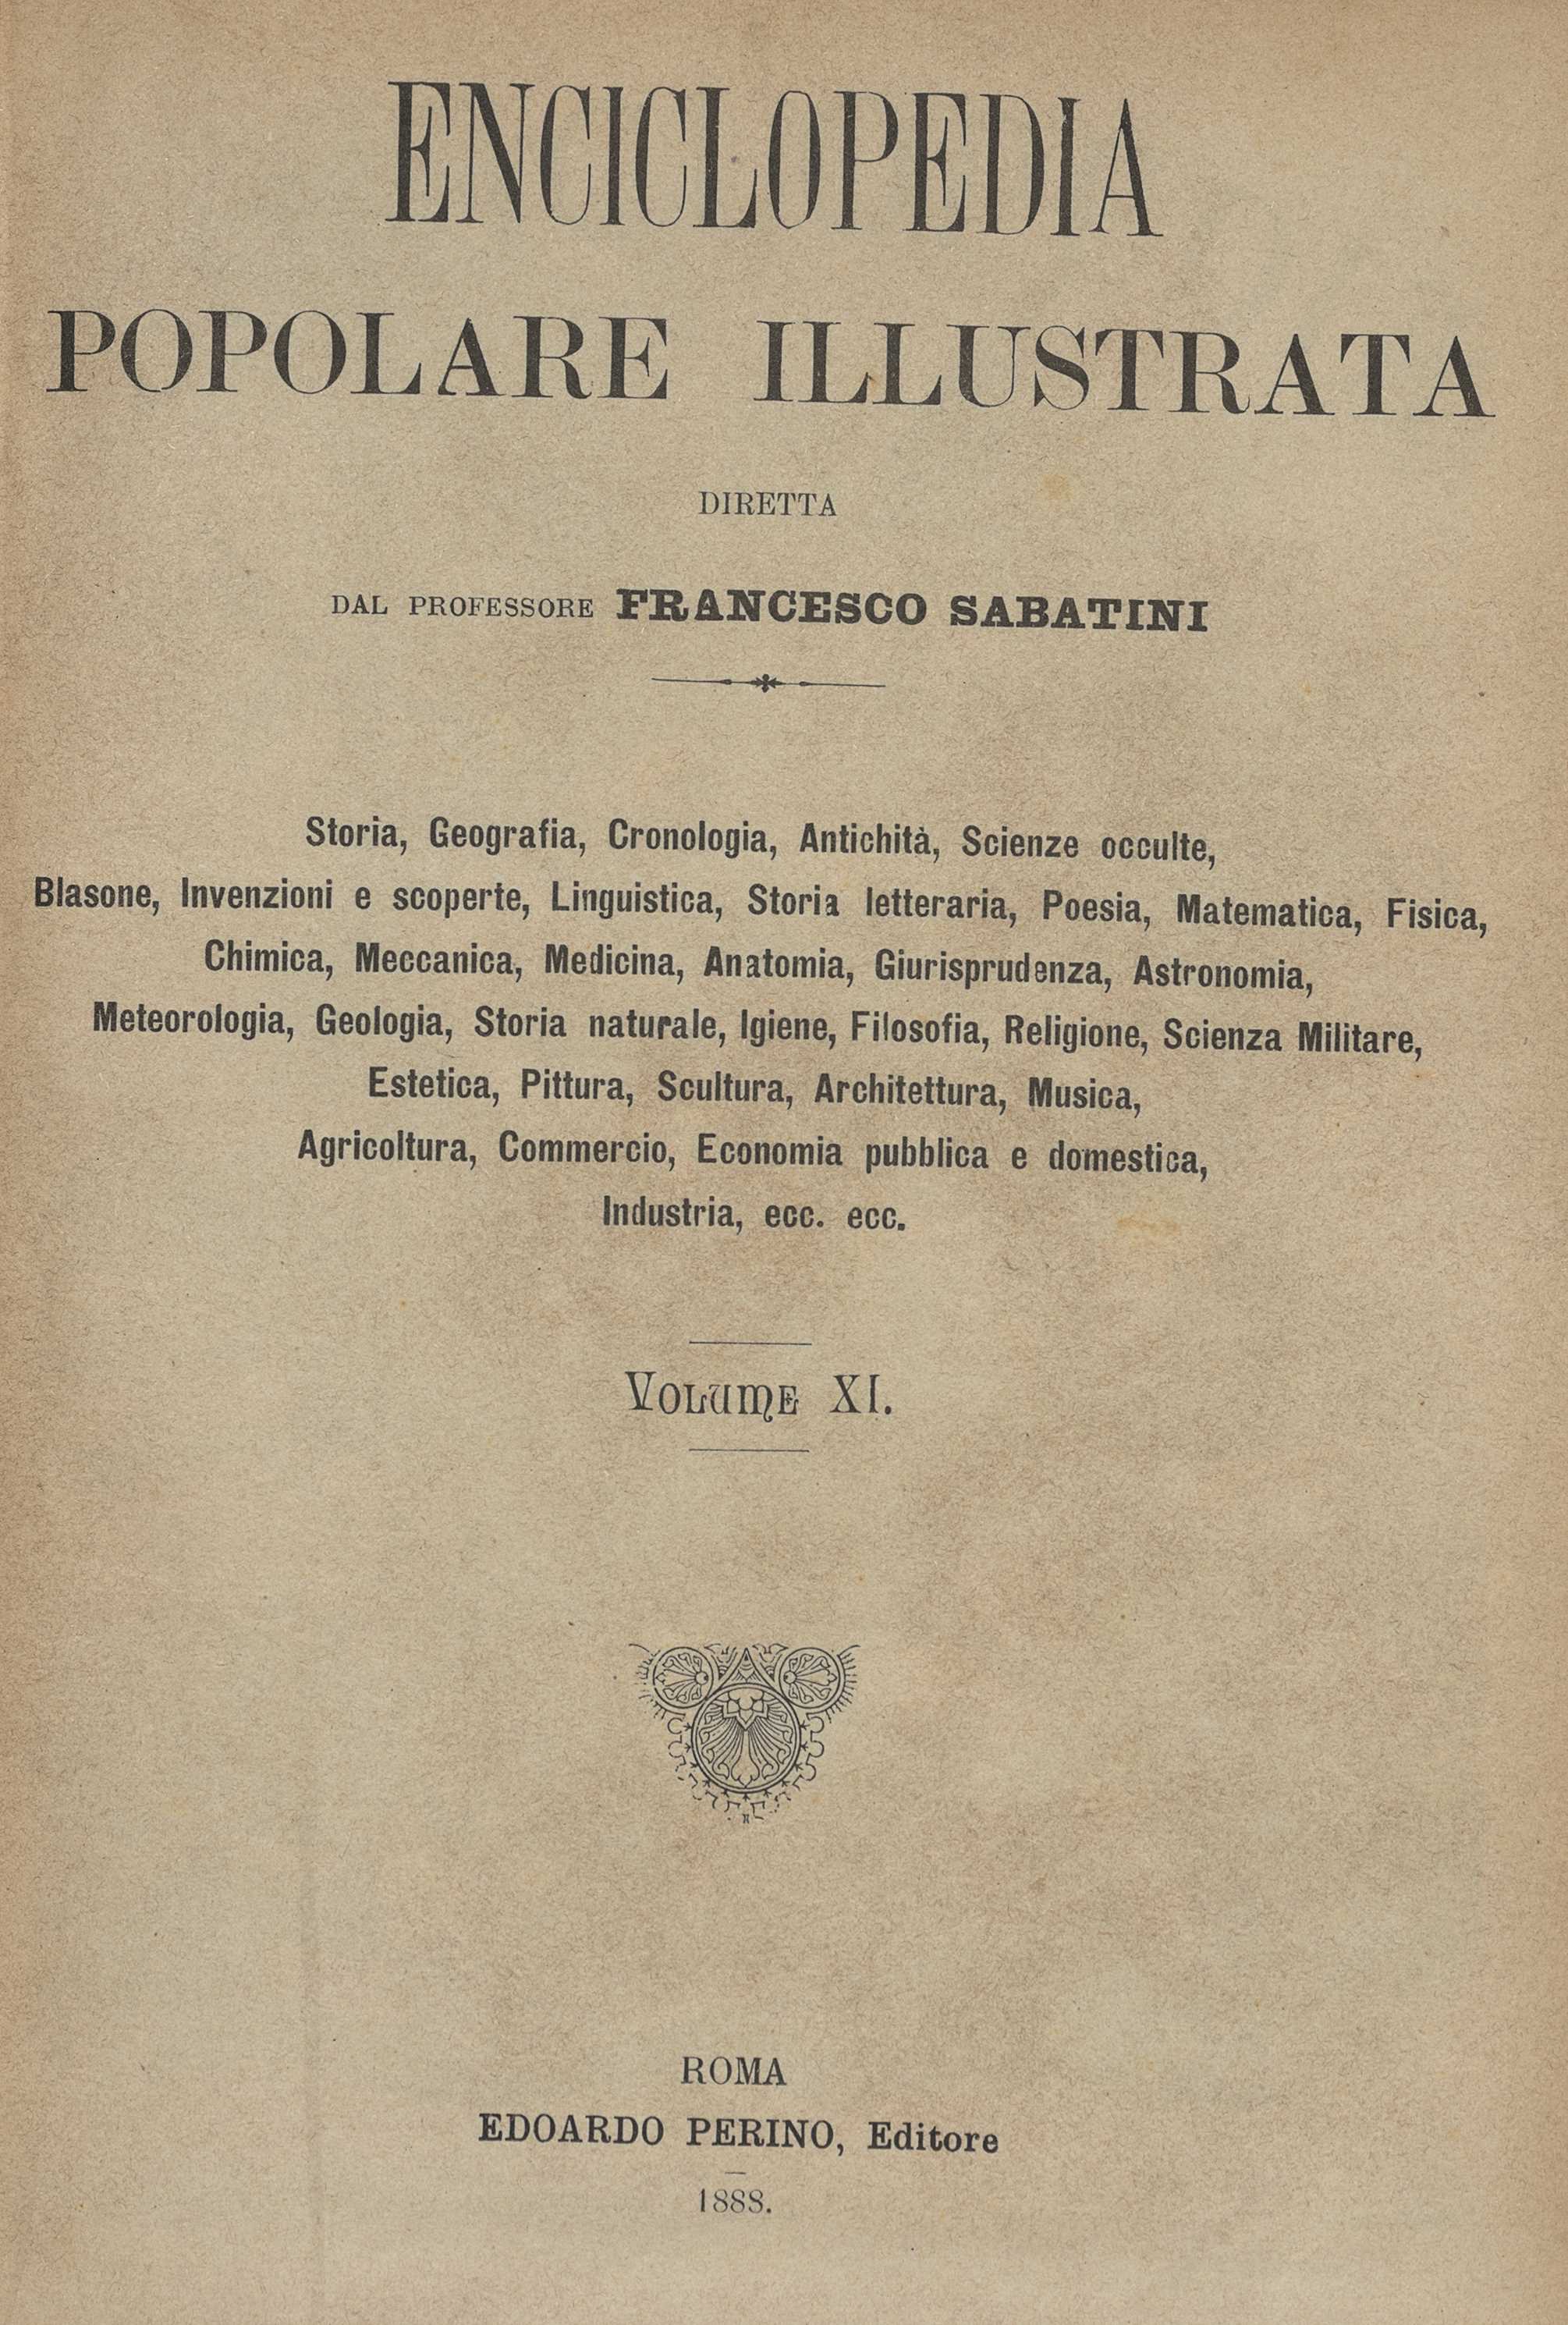 ENCICLOPEDIA
POPOLARE ILLUSTRATA
DIRETTA
DAL PROFESSORE FRANCESCO SABATINI
Storia, Geografia, Cronologia, Antichità, Scienze occulte,
Blasone, Invenzioni e scoperte, Linguistica, Storia letteraria, Poesia, Matematica, Fisica,
Chimica, Meccanica, Medicina, Anatomia, Giurisprudenza, Astronomia,
Meteorologia, Geologia, Storia naturale, Igiene, Filosofia, Religione, Scienza Militare,
Estetica, Pittura, Scultura, Architettura, Musica,
Agricoltura, Commercio, Economia pubblica e domestica,
Industria, ecc. ecc.
VOLUME XI.
ROMA
EDOARDO PERINO, Editore
1888.